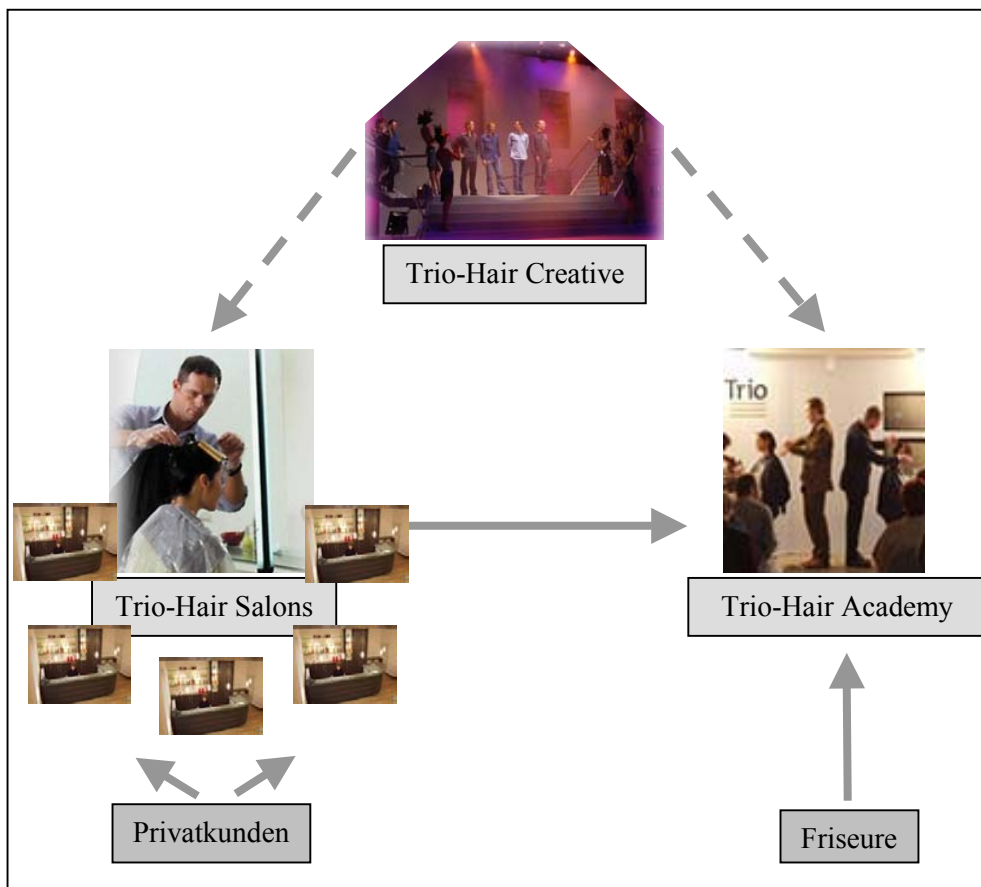 Trio-Hair Creative
Trio
Trio-Hair Salons
Trio-Hair Academy
Privatkunden
Friseure